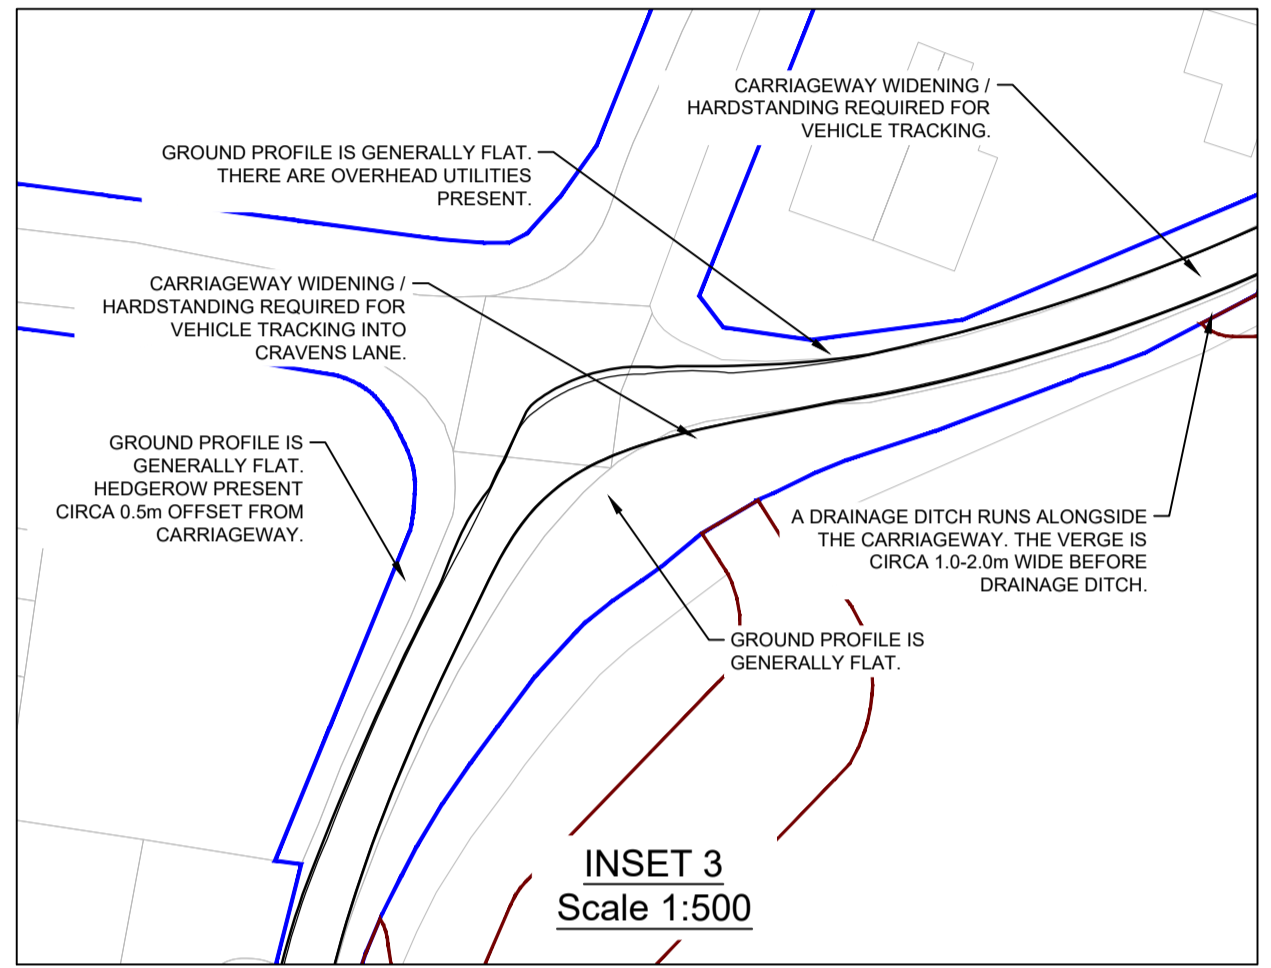 CARRIAGEWAY WIDENING /
HARDSTANDING REQUIRED FOR
VEHICLE TRACKING.
GROUND PROFILE IS GENERALLY FLAT.
THERE ARE OVERHEAD UTILITIES
PRESENT.
CARRIAGEWAY WIDENING /
HARDSTANDING REQUIRED FOR
VEHICLE TRACKING INTO
CRAVENS LANE.
GROUND PROFILE IS
GENERALLY FLAT.
HEDGEROW PRESENT
CIRCA 0.5m OFFSET FROM
CARRIAGEWAY.
A DRAINAGE DITCH RUNS ALONGSIDE
THE CARRIAGEWAY. THE VERGE IS
CIRCA 1.0-2.0m WIDE BEFORE
DRAINAGE DITCH.
GROUND PROFILE IS
GENERALLY FLAT.
INSET 3
Scale 1:500